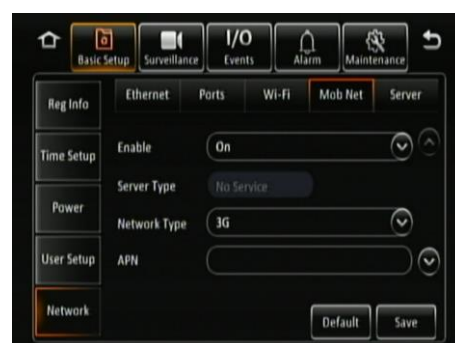 Basic Setup Surveillance I/O Events Alarm Maintenance
Ethernet Ports Wi-Fi Mob Net Server
Reg Info
Time Setup
Power
User Setup
Network
Enable On
Server Type No Service
Network Type 3G
APN
Default Save